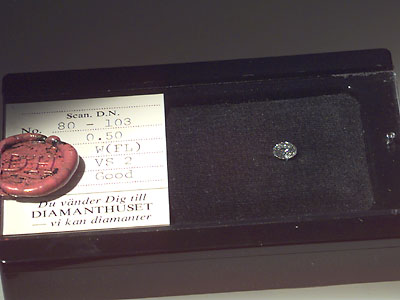 Scan. D.N.
No. 80 - 103
0.50
W(FL)
VS 2
Good
Du vänder Dig till
DIAMANTHUSET
— vi kan diamanter